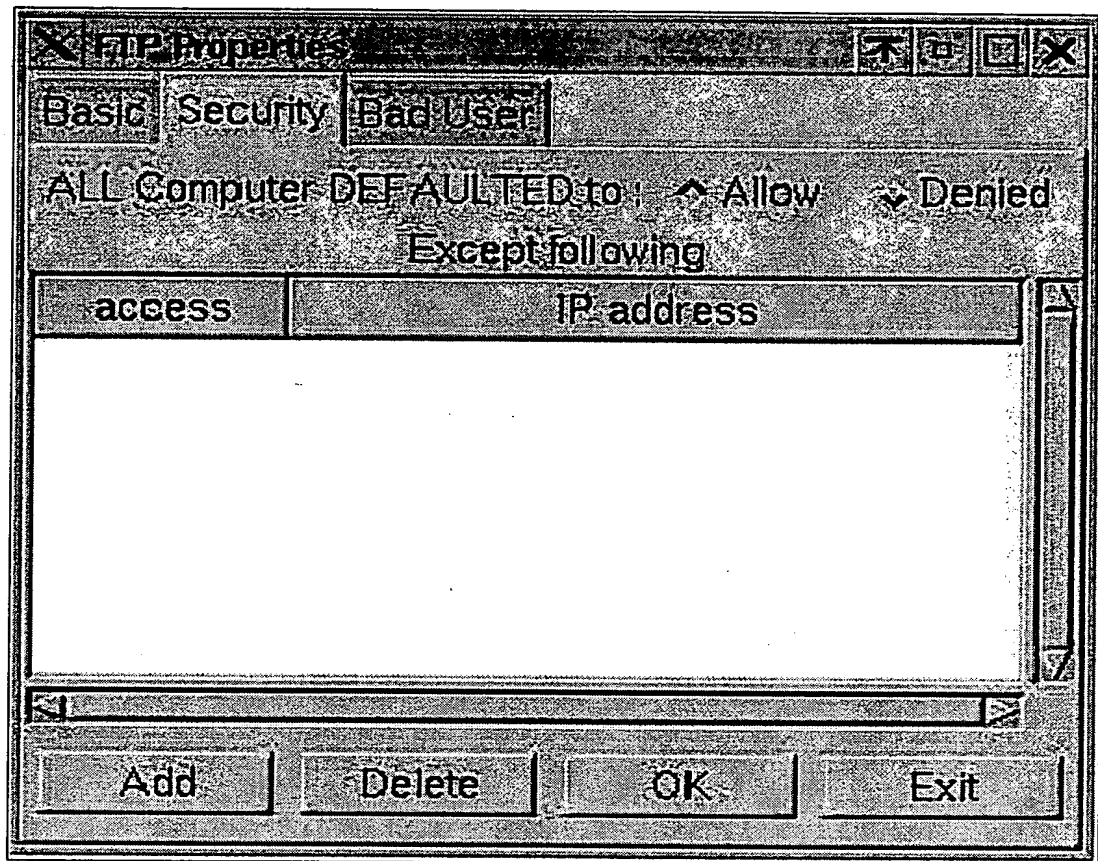 FTP Properties
Basic Security Bad User
ALL Computer DEFAULTED to : Allow Denied
Except following
access IP address
Add Delete OK Exit